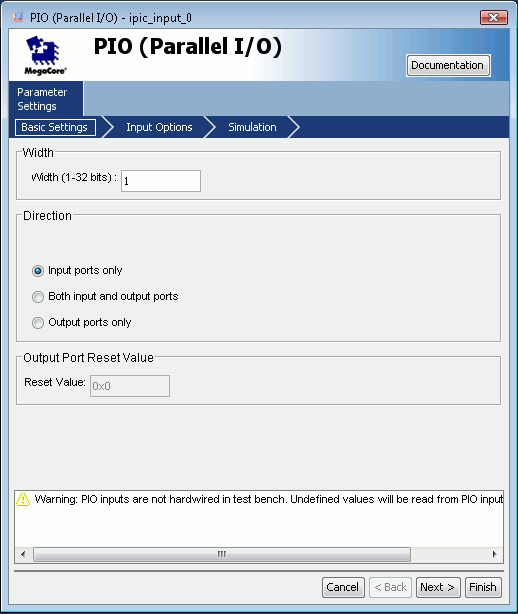 PIO (Parallel I/O) - ipic_input_0
PIO (Parallel I/O)
MegaCore®
Documentation
Parameter
Settings
Basic Settings
Input Options
Simulation
Width
Width (1-32 bits) :
1
Direction
Input ports only
Both input and output ports
Output ports only
Output Port Reset Value
Reset Value:
0x0
Warning: PIO inputs are not hardwired in test bench. Undefined values will be read from PIO input
Cancel
< Back
Next >
Finish